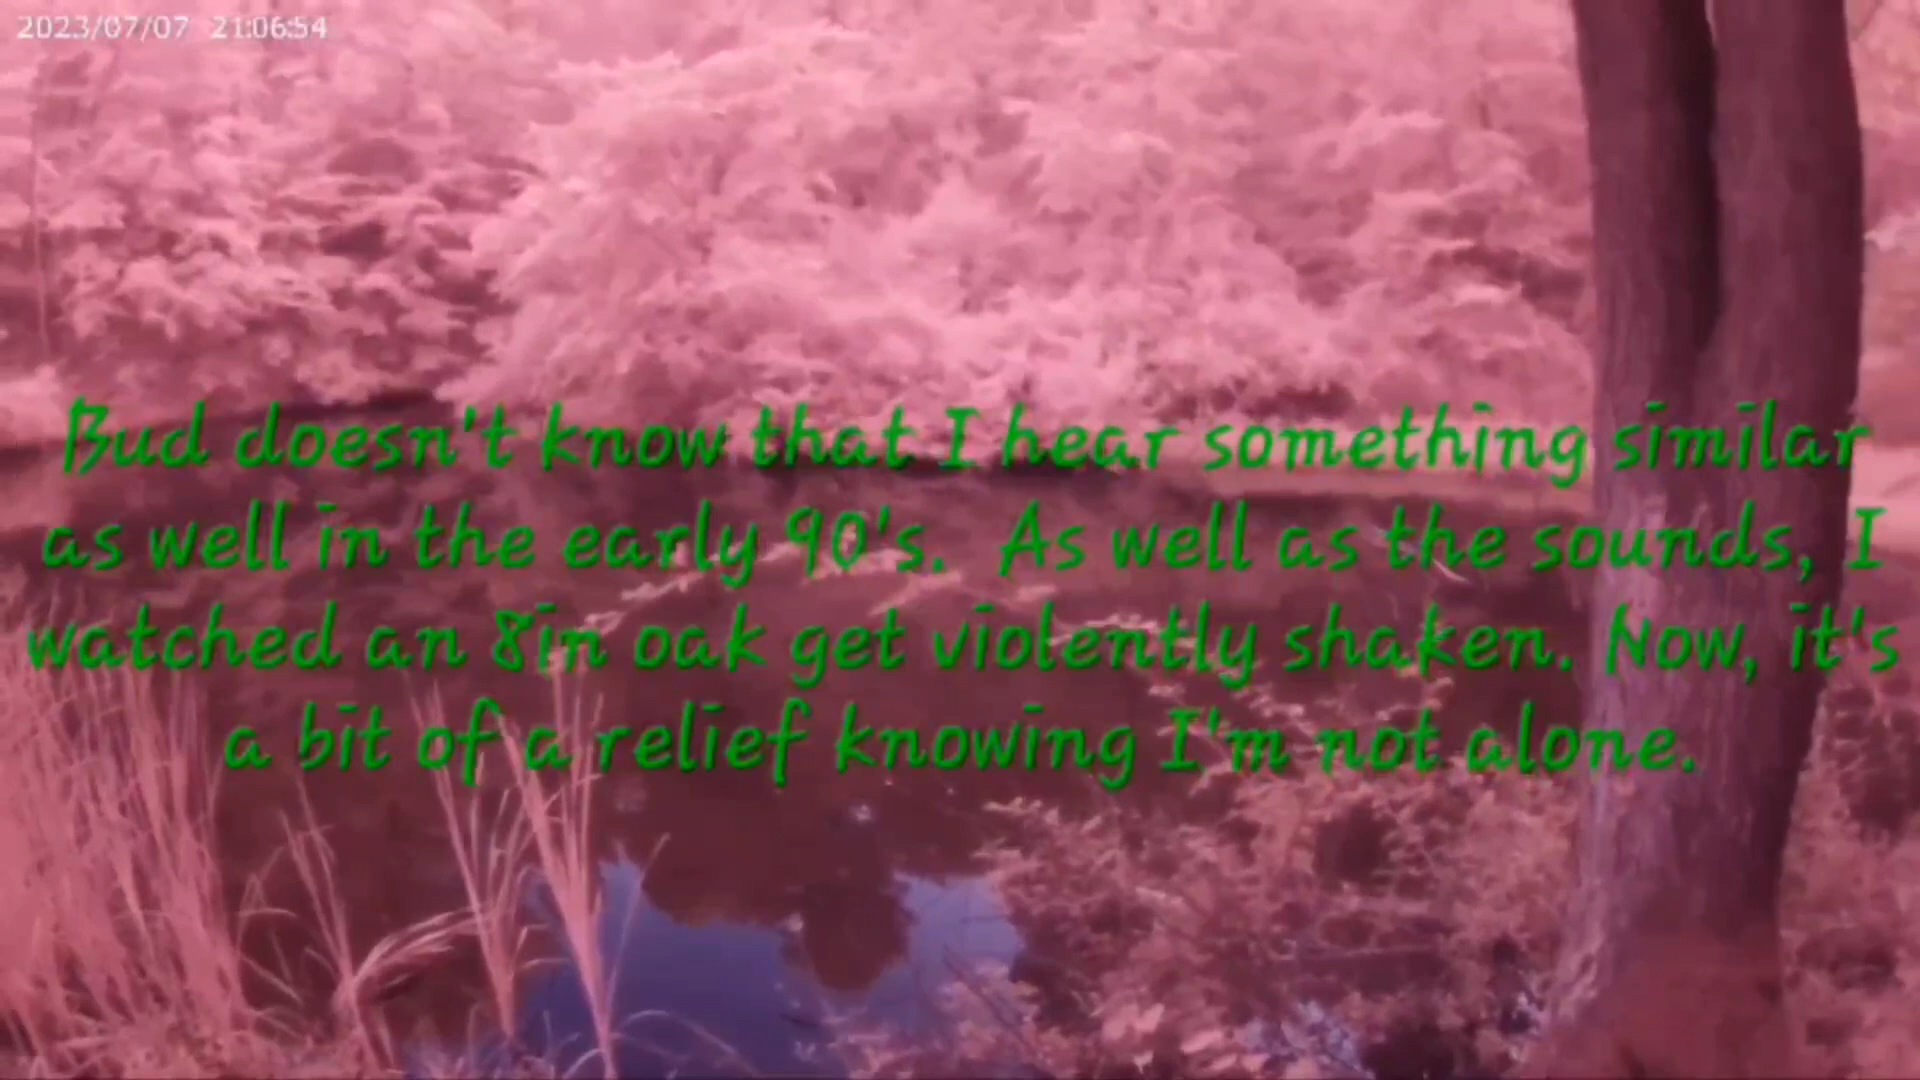 2023/07/07 21:06:54
Bud doesn't know that I hear something similar
as well in the early 90's. As well as the sounds, I
watched an 8in oak get violently shaken. Now, it's
a bit of a relief knowing I'm not alone.